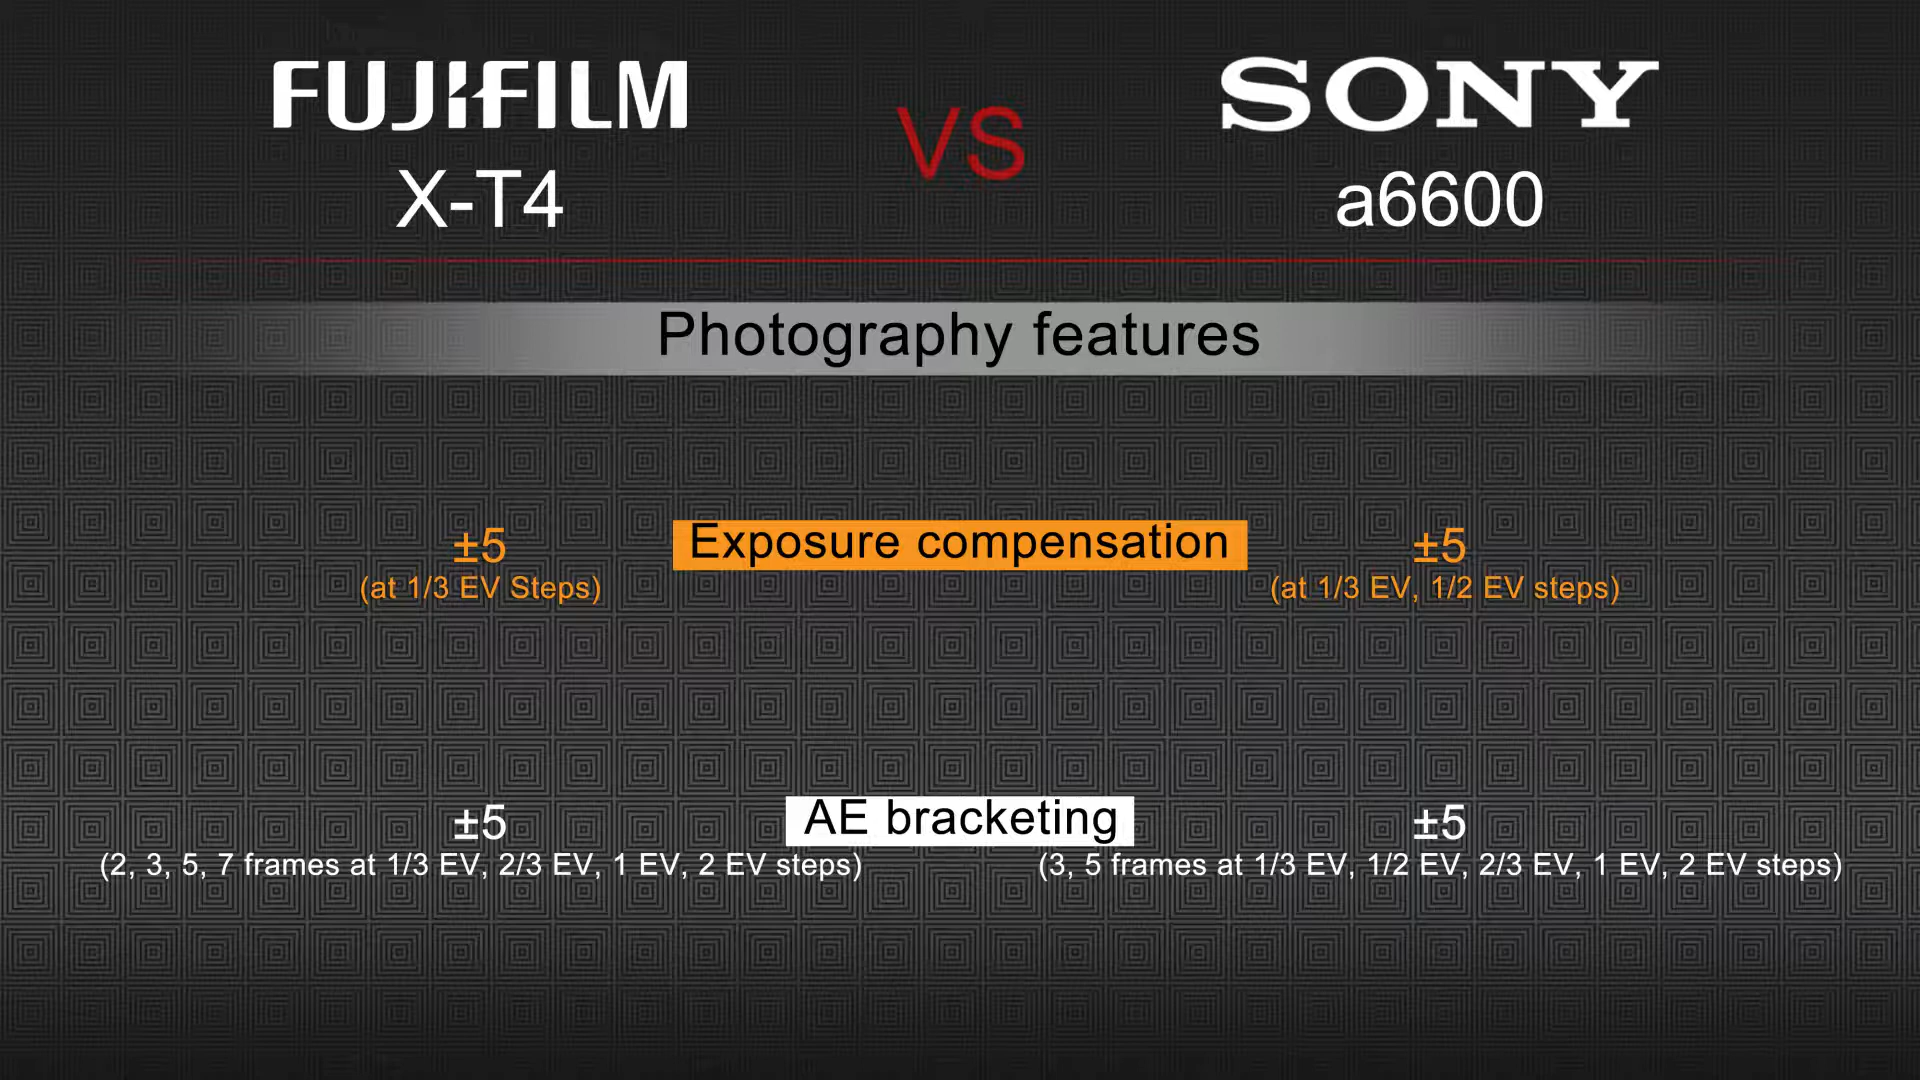 FUJIFILM
X-T4
VS
SONY
a6600
Photography features
±5
(at 1/3 EV Steps)
Exposure compensation
±5
(at 1/3 EV, 1/2 EV steps)
±5
(2, 3, 5, 7 frames at 1/3 EV, 2/3 EV, 1 EV, 2 EV steps)
AE bracketing
±5
(3, 5 frames at 1/3 EV, 1/2 EV, 2/3 EV, 1 EV, 2 EV steps)